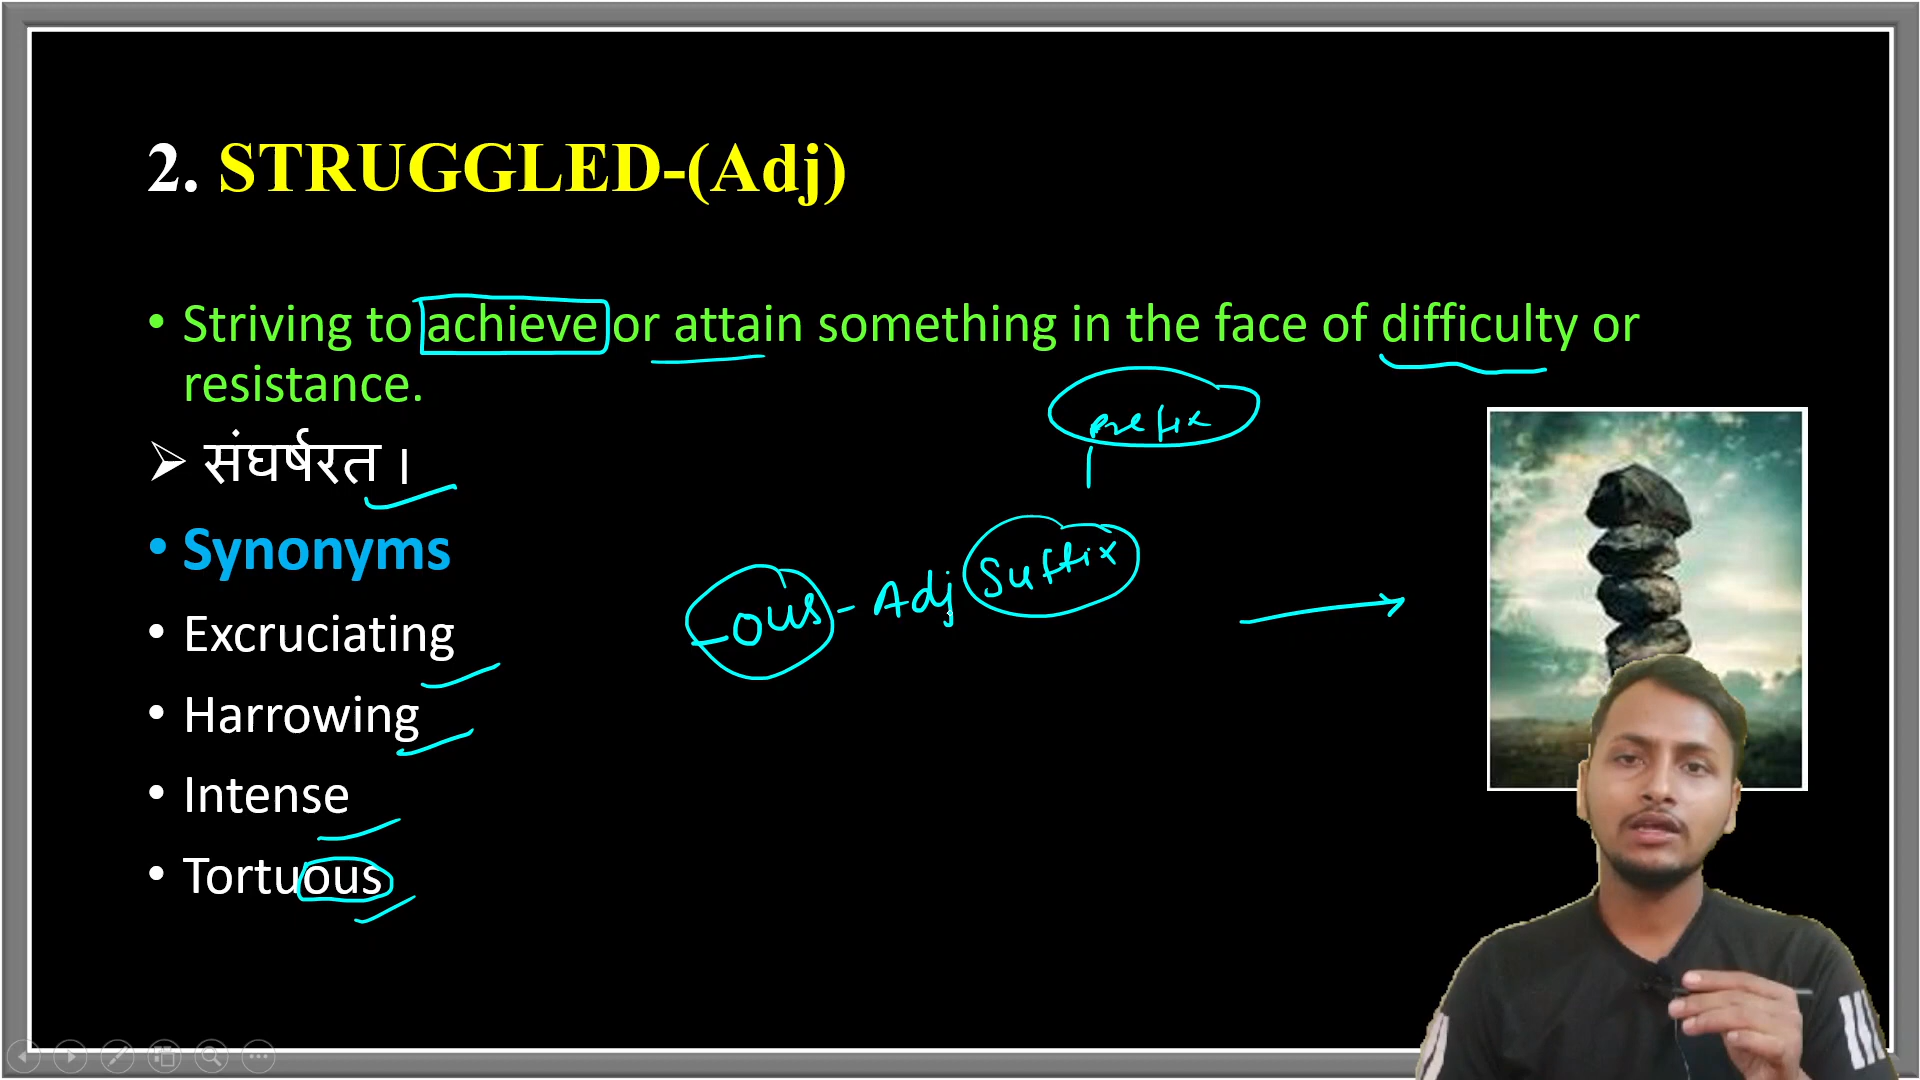 2. STRUGGLED-(Adj)
• Striving to achieve or attain something in the face of difficulty or
resistance.
prefix
➢ संघर्षरत ।
• Synonyms
-ous - Adj Suffix
• Excruciating
• Harrowing
• Intense
• Tortuous